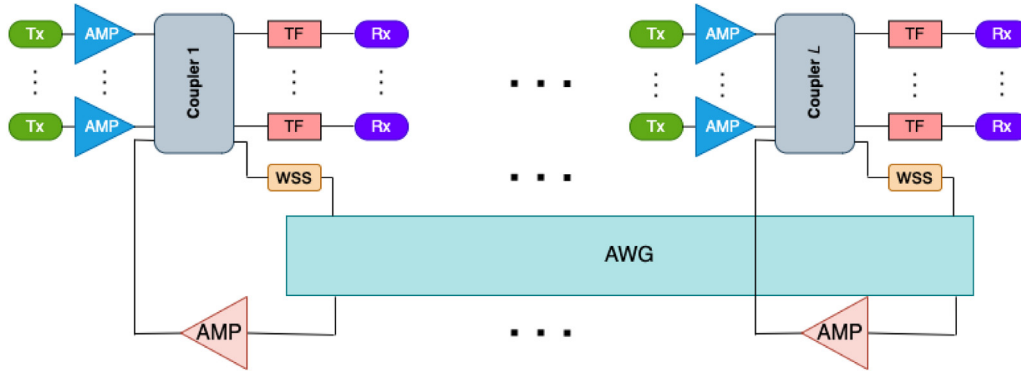 Tx AMP TF Rx Tx AMP TF Rx
Coupler 1 Coupler L
Tx AMP TF Rx Tx AMP TF Rx
WSS WSS
AWG
AMP AMP